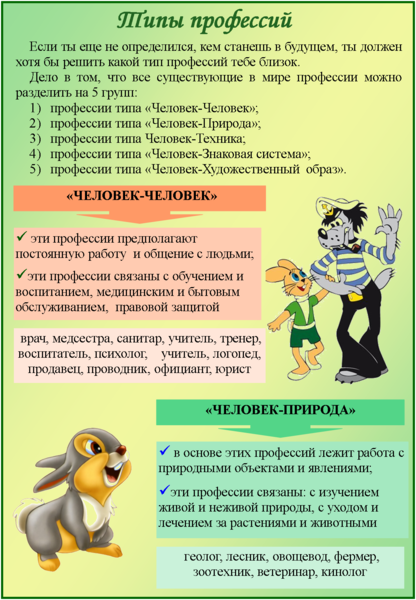 Типы профессий
Если ты еще не определился, кем станешь в будущем, ты должен
хотя бы решить какой тип профессий тебе близок.
Дело в том, что все существующие в мире профессии можно
разделить на 5 групп:
1) профессии типа «Человек-Человек»;
2) профессии типа «Человек-Природа»;
3) профессии типа Человек-Техника;
4) профессии типа «Человек-Знаковая система»;
5) профессии типа «Человек-Художественный образ».
«ЧЕЛОВЕК-ЧЕЛОВЕК»
✓ эти профессии предполагают
постоянную работу и общение с людьми;
✓эти профессии связаны с обучением и
воспитанием, медицинским и бытовым
обслуживанием, правовой защитой
врач, медсестра, санитар, учитель, тренер,
воспитатель, психолог, учитель, логопед,
продавец, проводник, официант, юрист
«ЧЕЛОВЕК-ПРИРОДА»
✓ в основе этих профессий лежит работа с
природными объектами и явлениями;
✓эти профессии связаны: с изучением
живой и неживой природы, с уходом и
лечением за растениями и животными
геолог, лесник, овощевод, фермер,
зоотехник, ветеринар, кинолог